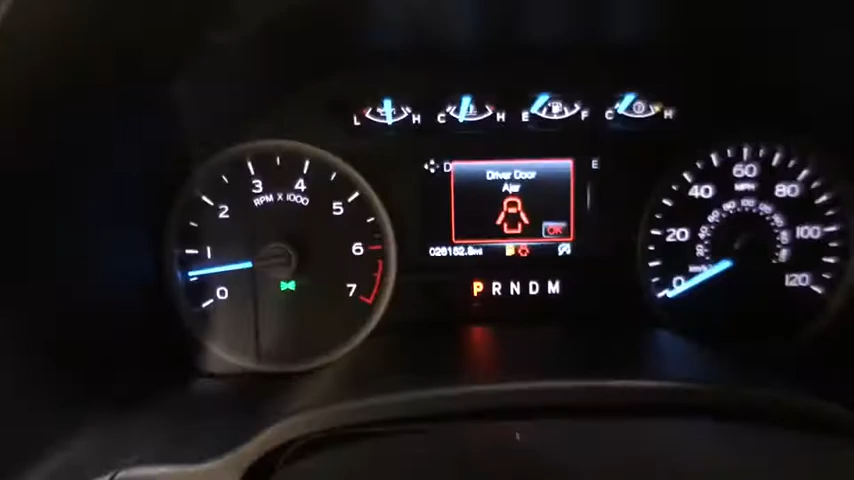 L H C H E F C H
D E
Driver Door
Ajar
OK
P R N D M
0 1 2 3 4 5 6 7
RPM X 1000
0 20 40 60 80 100 120
MPH